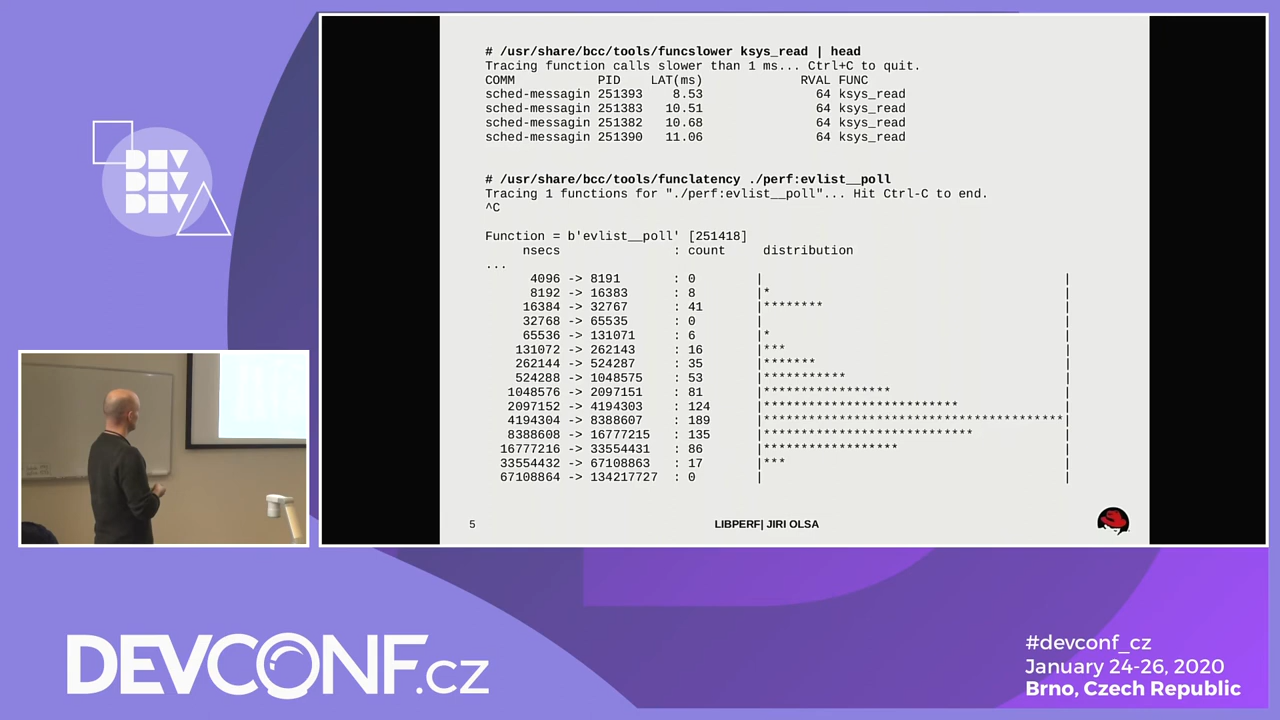 DEV
DEV
DEV
# /usr/share/bcc/tools/funcslower ksys_read | head
Tracing function calls slower than 1 ms... Ctrl+C to quit.
COMM PID LAT(ms) RVAL FUNC
sched-messagin 251393 8.53 64 ksys_read
sched-messagin 251383 10.51 64 ksys_read
sched-messagin 251382 10.68 64 ksys_read
sched-messagin 251390 11.06 64 ksys_read
# /usr/share/bcc/tools/funclatency ./perf:evlist__poll
Tracing 1 functions for "./perf:evlist__poll"... Hit Ctrl-C to end.
^C
Function = b'evlist__poll' [251418]
nsecs : count distribution
...
4096 -> 8191 : 0 | |
8192 -> 16383 : 8 |* |
16384 -> 32767 : 41 |******** |
32768 -> 65535 : 0 | |
65536 -> 131071 : 6 |* |
131072 -> 262143 : 16 |*** |
262144 -> 524287 : 35 |******* |
524288 -> 1048575 : 53 |*********** |
1048576 -> 2097151 : 81 |***************** |
2097152 -> 4194303 : 124 |************************** |
4194304 -> 8388607 : 189 |****************************************|
8388608 -> 16777215 : 135 |**************************** |
16777216 -> 33554431 : 86 |****************** |
33554432 -> 67108863 : 17 |*** |
67108864 -> 134217727 : 0 | |
5
LIBPERF| JIRI OLSA
DEVCONF.cz
#devconf_cz
January 24-26, 2020
Brno, Czech Republic